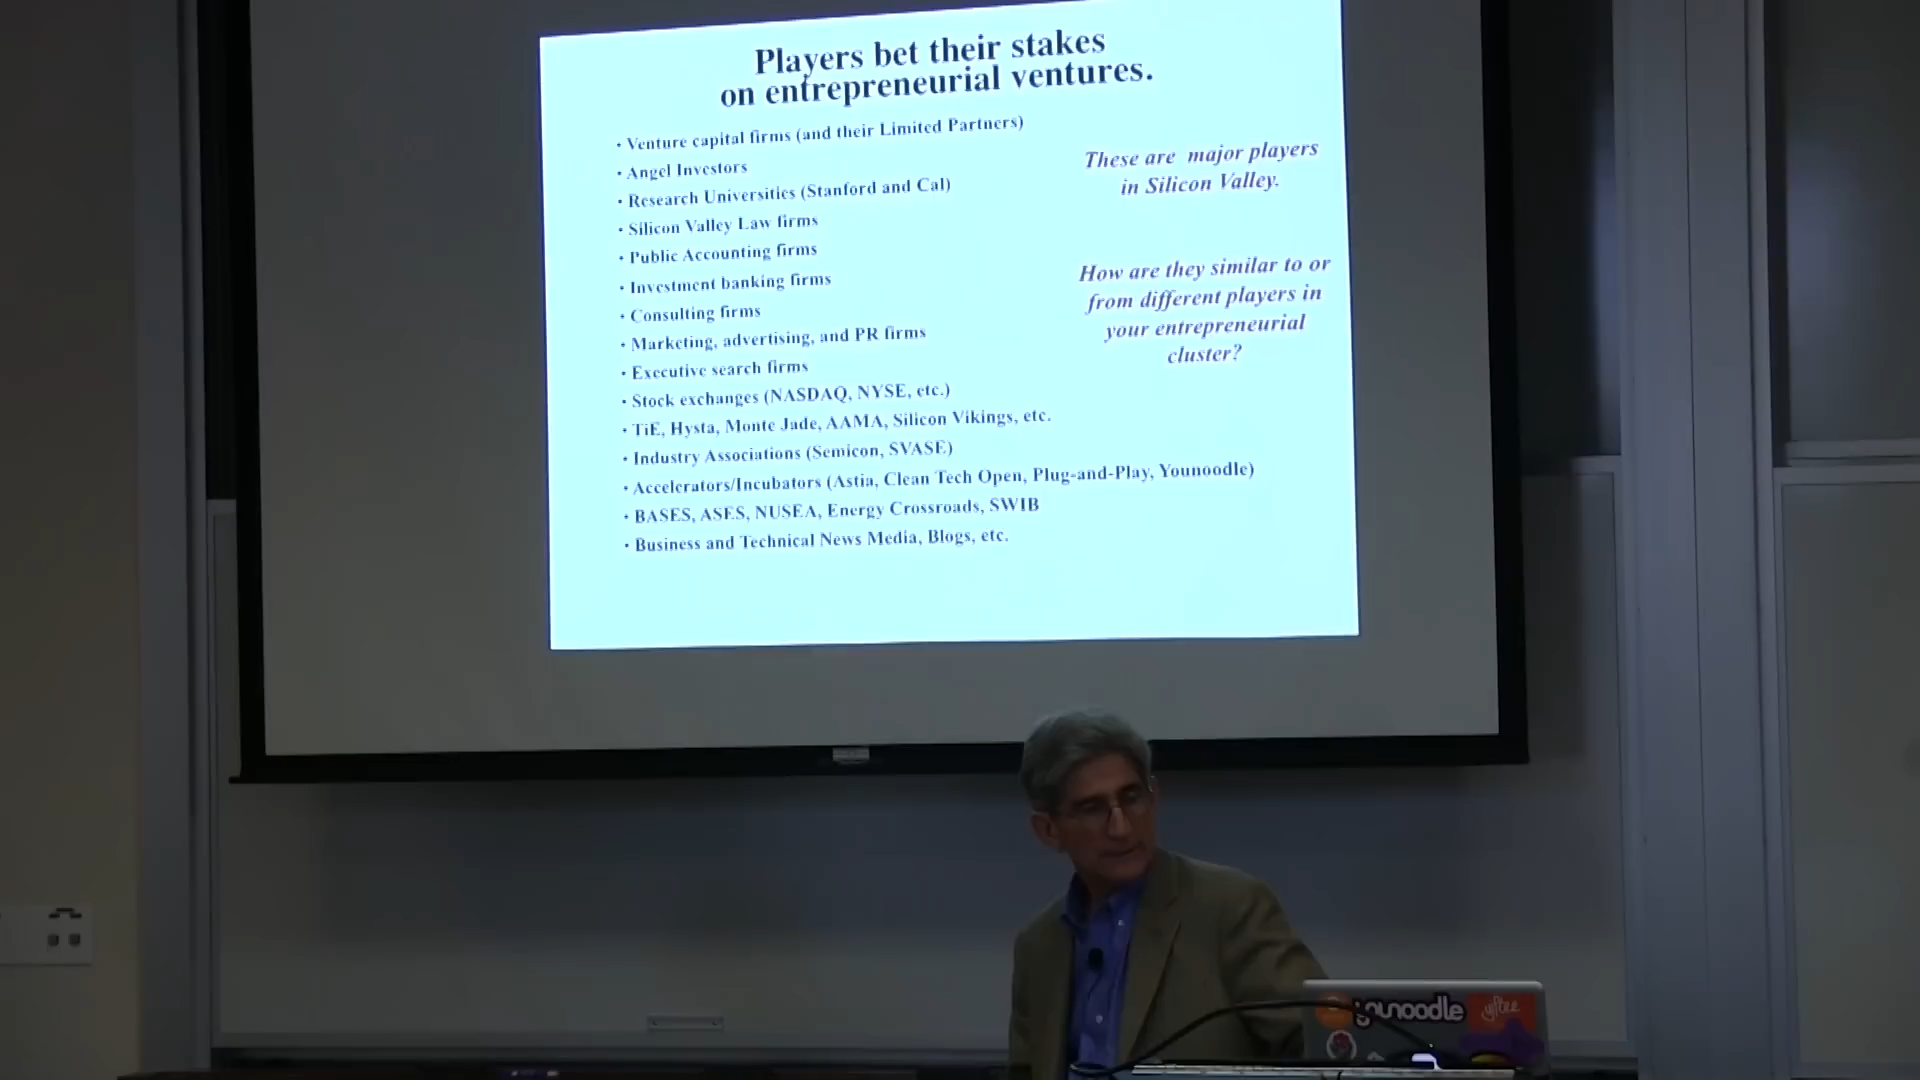 Players bet their stakes
on entrepreneurial ventures.
• Venture capital firms (and their Limited Partners)
• Angel Investors
• Research Universities (Stanford and Cal)
• Silicon Valley Law firms
• Public Accounting firms
• Investment banking firms
• Consulting firms
• Marketing, advertising, and PR firms
• Executive search firms
• Stock exchanges (NASDAQ, NYSE, etc.)
• TiE, Hysta, Monte Jade, AAMA, Silicon Vikings, etc.
• Industry Associations (Semicon, SVASE)
• Accelerators/Incubators (Astia, Clean Tech Open, Plug-and-Play, Younoodle)
• BASES, ASES, NUSEA, Energy Crossroads, SWIB
• Business and Technical News Media, Blogs, etc.
These are major players
in Silicon Valley.
How are they similar to or
from different players in
your entrepreneurial
cluster?
younoodle
yiftee